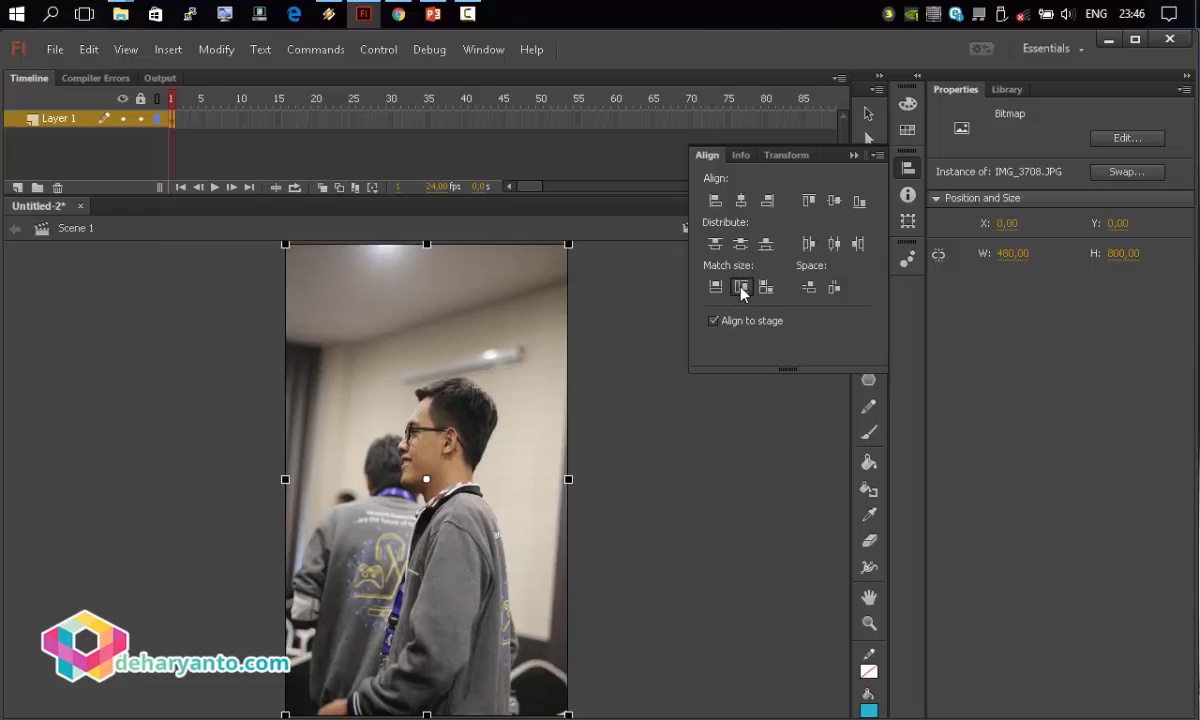 ENG 23:46
Fl File Edit View Insert Modify Text Commands Control Debug Window Help Essentials
Timeline Compiler Errors Output
1 5 10 15 20 25 30 35 40 45 50 55 60 65 70 75 80 85
Layer 1
1 24,00 fps 0,0 s
Untitled-2*
Scene 1
Align Info Transform
Align:
Distribute:
Match size:
Space:
Align to stage
Properties Library
Bitmap
Edit...
Instance of: IMG_3708.JPG Swap...
Position and Size
X: 0,00 Y: 0,00
W: 480,00 H: 800,00
deharyanto.com